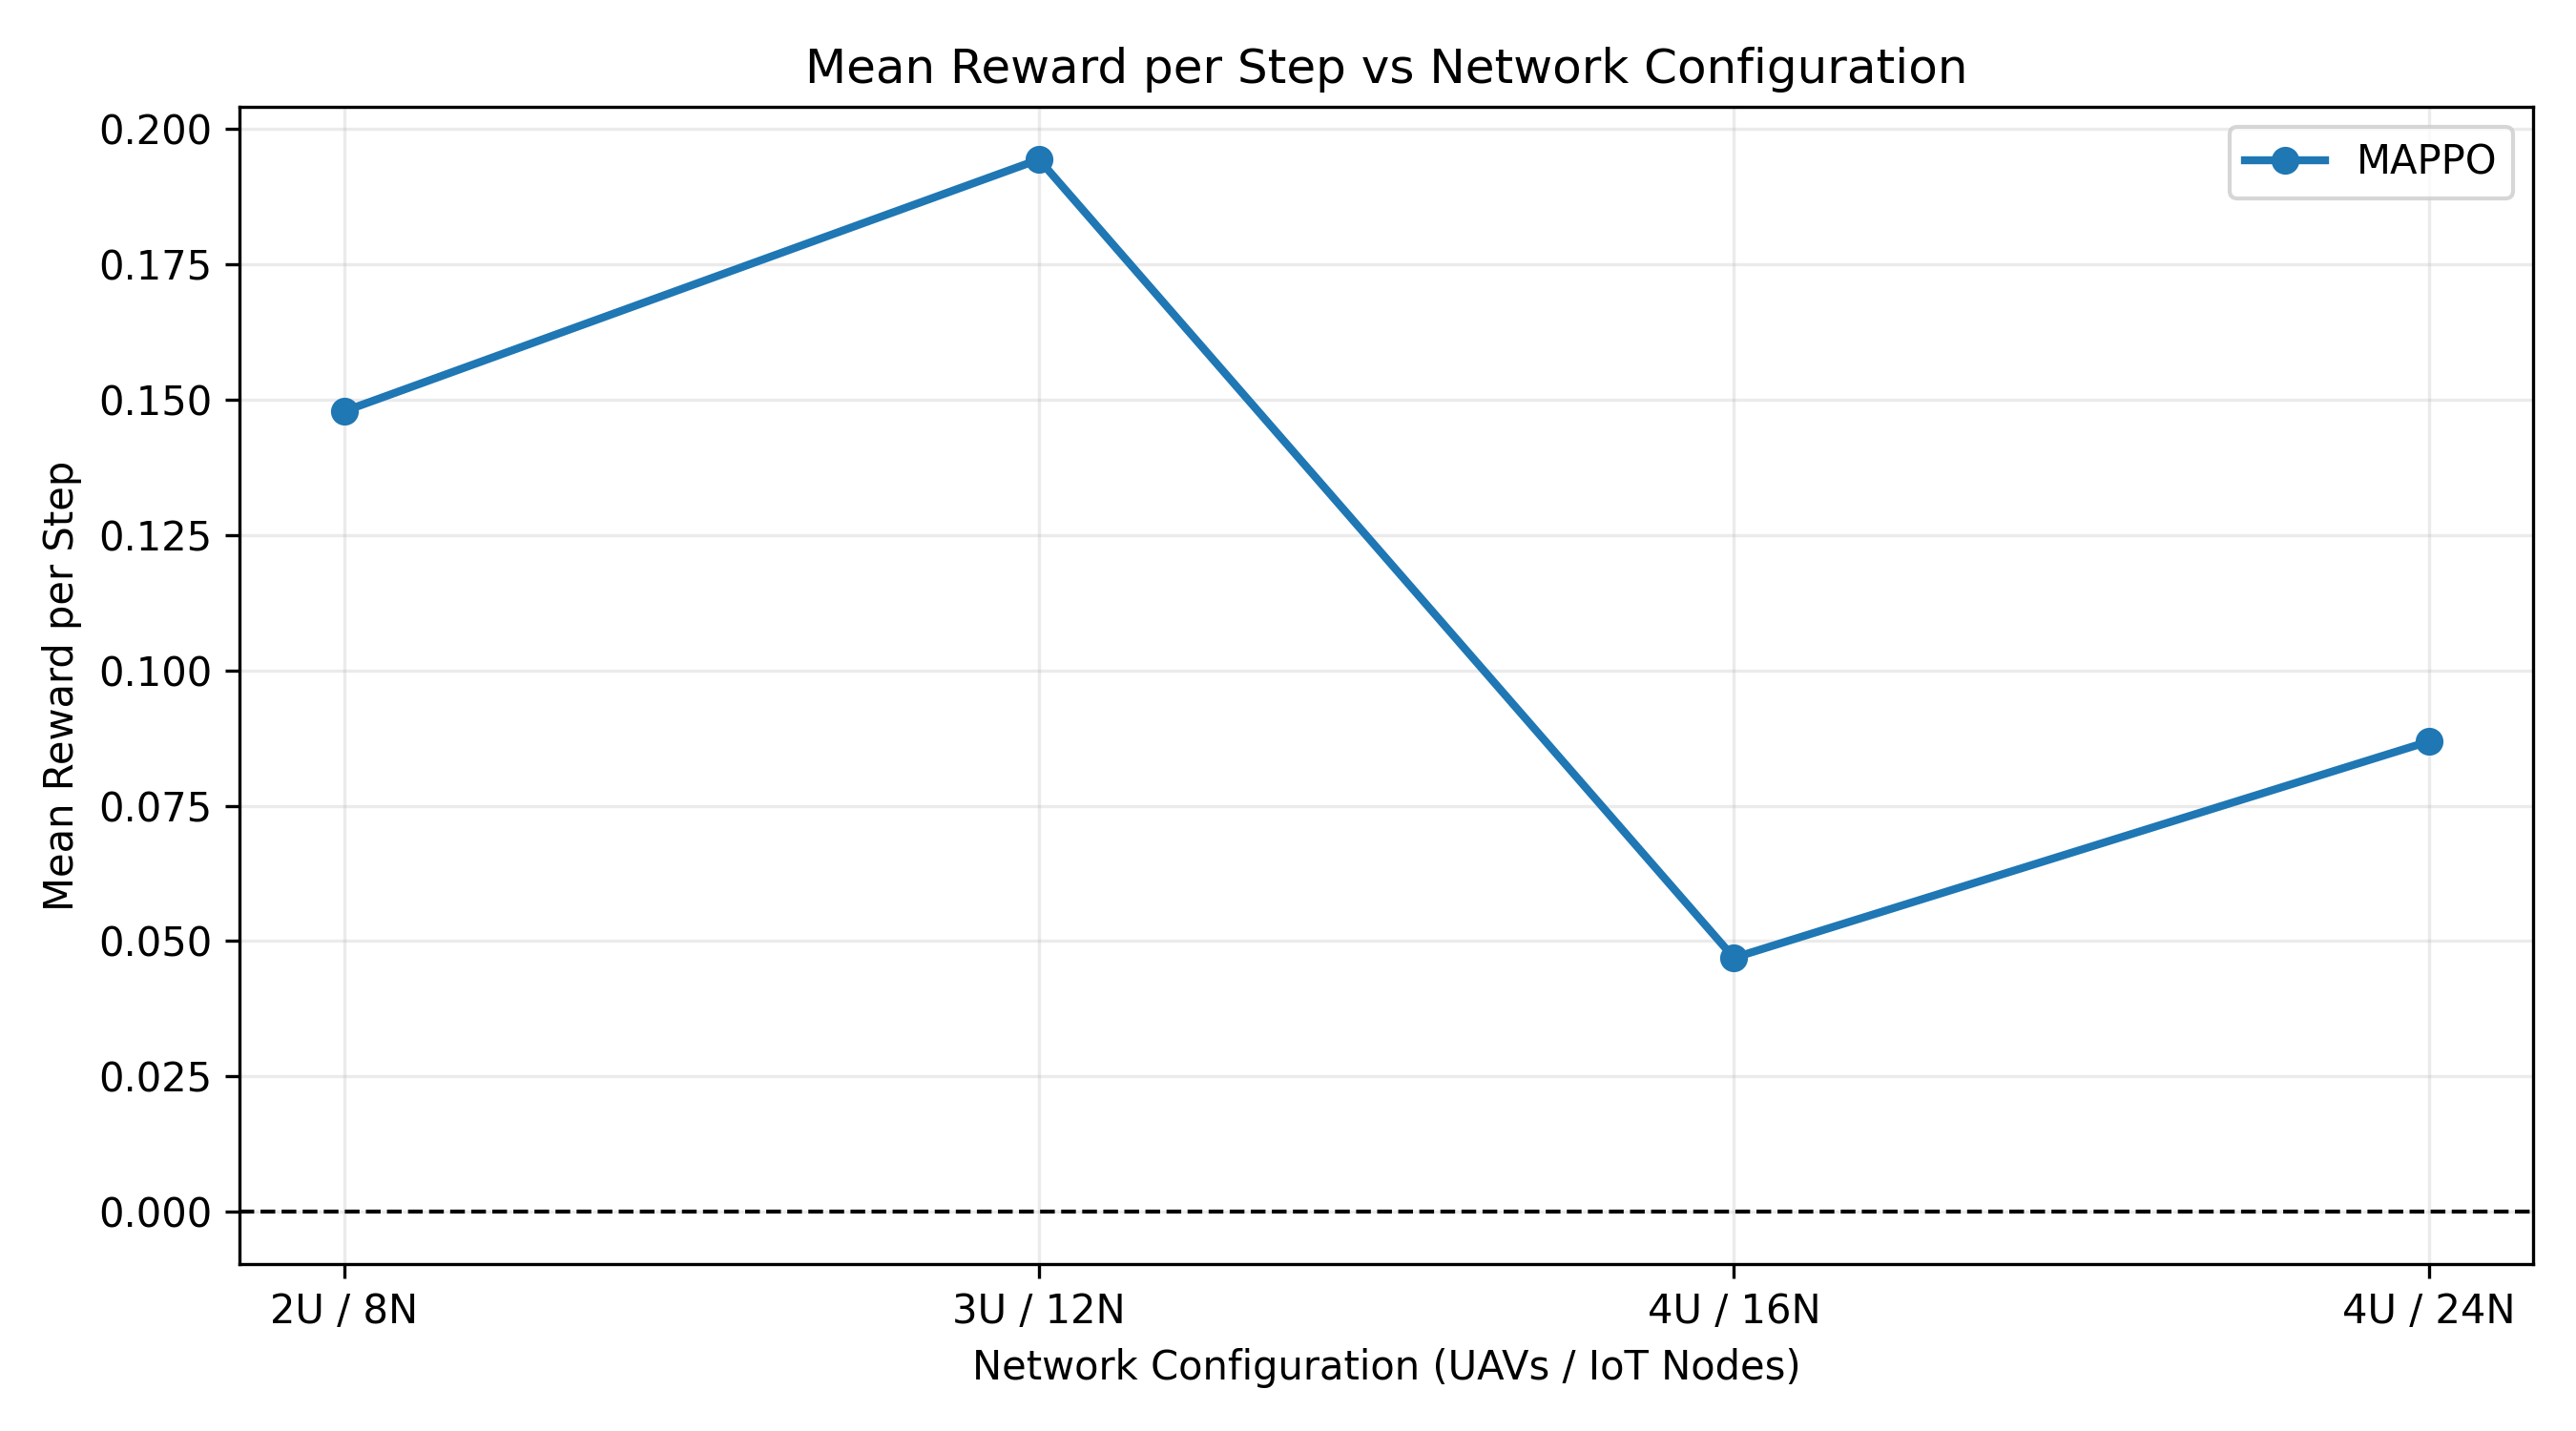 Mean Reward per Step vs Network Configuration
MAPPO
Mean Reward per Step
0.200
0.175
0.150
0.125
0.100
0.075
0.050
0.025
0.000
2U / 8N
3U / 12N
4U / 16N
4U / 24N
Network Configuration (UAVs / IoT Nodes)